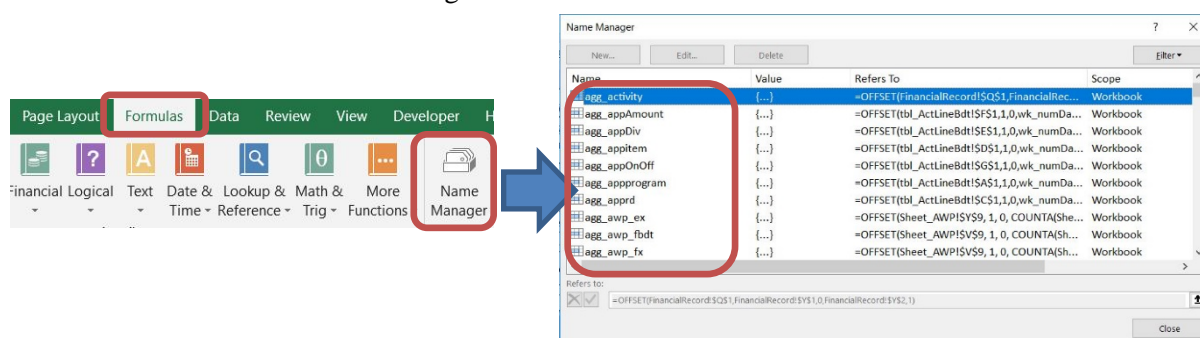 Page Layout Formulas Data Review View Developer
Financial Logical Text Date & Time Lookup & Reference Math & Trig More Functions Name Manager
Name Manager ? X
New... Edit... Delete Filter
Name Value Refers To Scope
agg_activity {...} =OFFSET(FinancialRecord!$Q$1,FinancialRec... Workbook
agg_appAmount {...} =OFFSET(tbl_ActLineBdt!$F$1,1,0,wk_numDa... Workbook
agg_appDiv {...} =OFFSET(tbl_ActLineBdt!$E$1,1,0,wk_numDa... Workbook
agg_appitem {...} =OFFSET(tbl_ActLineBdt!$D$1,1,0,wk_numDa... Workbook
agg_appOnOff {...} =OFFSET(tbl_ActLineBdt!$G$1,1,0,wk_numDa... Workbook
agg_appprogram {...} =OFFSET(tbl_ActLineBdt!$A$1,1,0,wk_numDa... Workbook
agg_apprd {...} =OFFSET(tbl_ActLineBdt!$C$1,1,0,wk_numDa... Workbook
agg_awp_ex {...} =OFFSET(Sheet_AWP!$Y$9, 1, 0, COUNTA(She... Workbook
agg_awp_fbdt {...} =OFFSET(Sheet_AWP!$V$9, 1, 0, COUNTA(Sh... Workbook
agg_awp_fx {...} =OFFSET(Sheet_AWP!$V$9, 1, 0, COUNTA(Sh... Workbook
Refers to:
=OFFSET(FinancialRecord!$Q$1,FinancialRecord!$Y$1,0,FinancialRecord!$Y$2,1)
Close